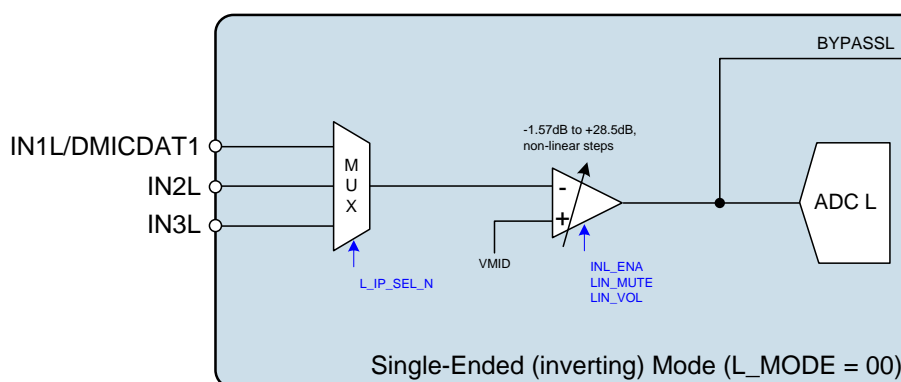 BYPASSL
-1.57dB to +28.5dB,
non-linear steps
IN1L/DMICDAT1
IN2L
IN3L
M
U
X
-
+
ADC L
VMID
L_IP_SEL_N
INL_ENA
LIN_MUTE
LIN_VOL
Single-Ended (inverting) Mode (L_MODE = 00)